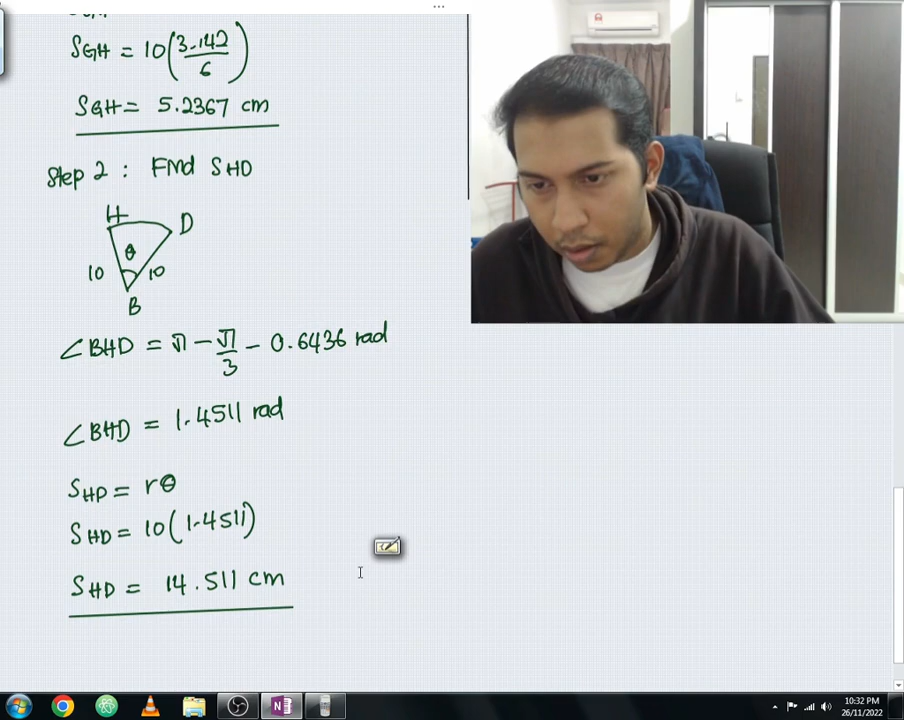 SGH = 10(3.142/6)
SGH = 5.2367 cm
Step 2 : Find SHD
H
D
θ
10
10
B
∠BHD = π - π/3 - 0.6436 rad
∠BHD = 1.4511 rad
SHD = rθ
SHD = 10(1.4511)
SHD = 14.511 cm
10:32 PM
26/11/2022